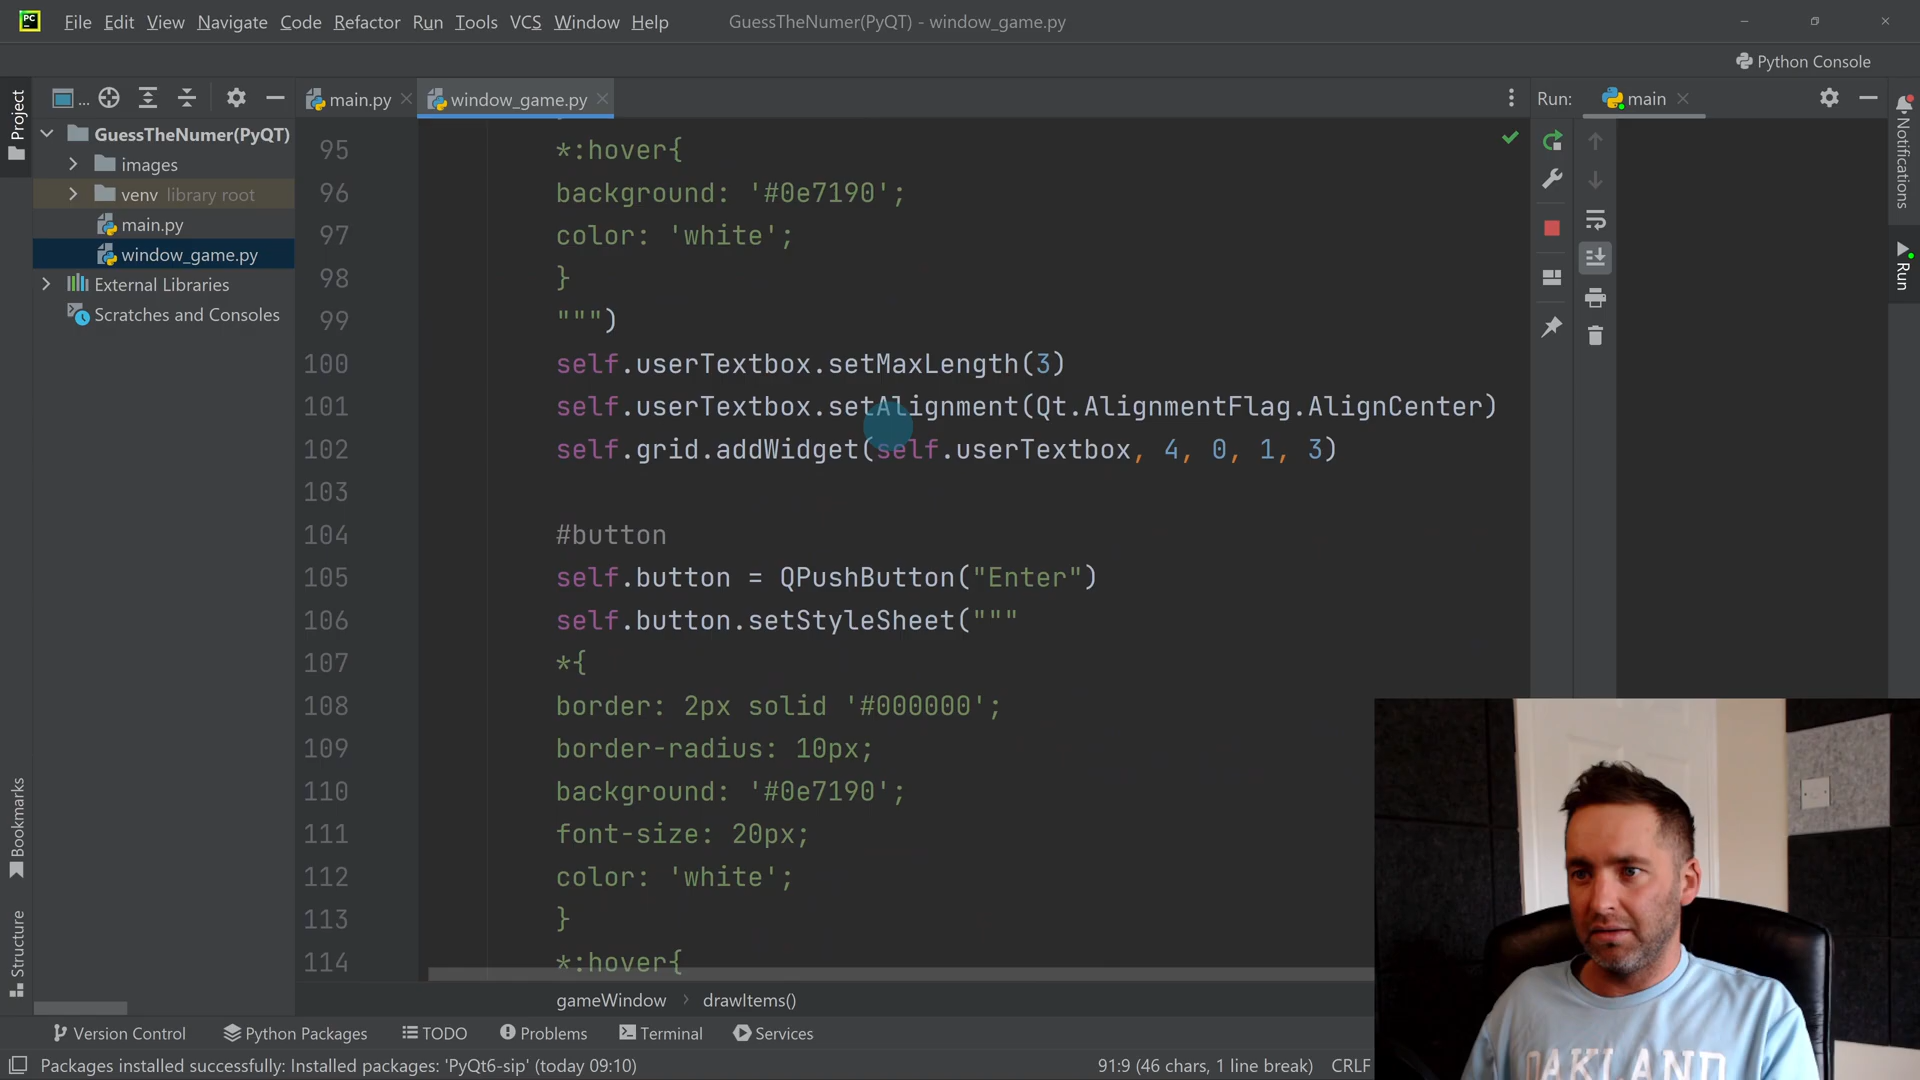 PC File Edit View Navigate Code Refactor Run Tools VCS Window Help GuessTheNumer(PyQT) - window_game.py
Python Console
Project
...
main.py
window_game.py
Run:
main
Notifications
Run
GuessTheNumer(PyQT)
images
venv library root
main.py
window_game.py
External Libraries
Scratches and Consoles
95 *:hover{
96 background: '#0e7190';
97 color: 'white';
98 }
99 """)
100 self.userTextbox.setMaxLength(3)
101 self.userTextbox.setAlignment(Qt.AlignmentFlag.AlignCenter)
102 self.grid.addWidget(self.userTextbox, 4, 0, 1, 3)
103
104 #button
105 self.button = QPushButton("Enter")
106 self.button.setStyleSheet("""
107 *{
108 border: 2px solid '#000000';
109 border-radius: 10px;
110 background: '#0e7190';
111 font-size: 20px;
112 color: 'white';
113 }
114 *:hover{
gameWindow › drawItems()
Bookmarks
Structure
Version Control Python Packages TODO Problems Terminal Services
Packages installed successfully: Installed packages: 'PyQt6-sip' (today 09:10) 91:9 (46 chars, 1 line break) CRLF
OAKLAND